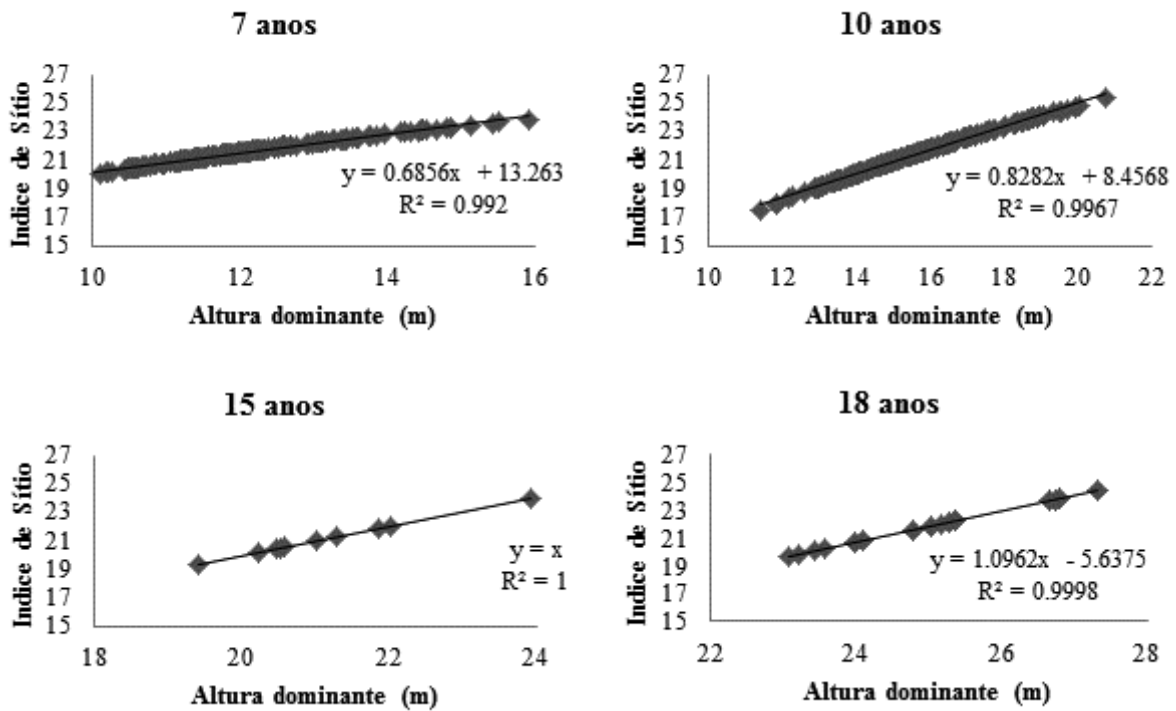 7 anos
Indice de Sítio
27
25
23
21
19
17
15
y = 0.6856x + 13.263
R² = 0.992
10 12 14 16
Altura dominante (m)
10 anos
Indice de Sítio
27
25
23
21
19
17
15
y = 0.8282x + 8.4568
R² = 0.9967
10 12 14 16 18 20 22
Altura dominante (m)
15 anos
Indice de Sítio
27
25
23
21
19
17
15
y = x
R² = 1
18 20 22 24
Altura dominante (m)
18 anos
Indice de Sítio
27
25
23
21
19
17
15
y = 1.0962x - 5.6375
R² = 0.9998
22 24 26 28
Altura dominante (m)